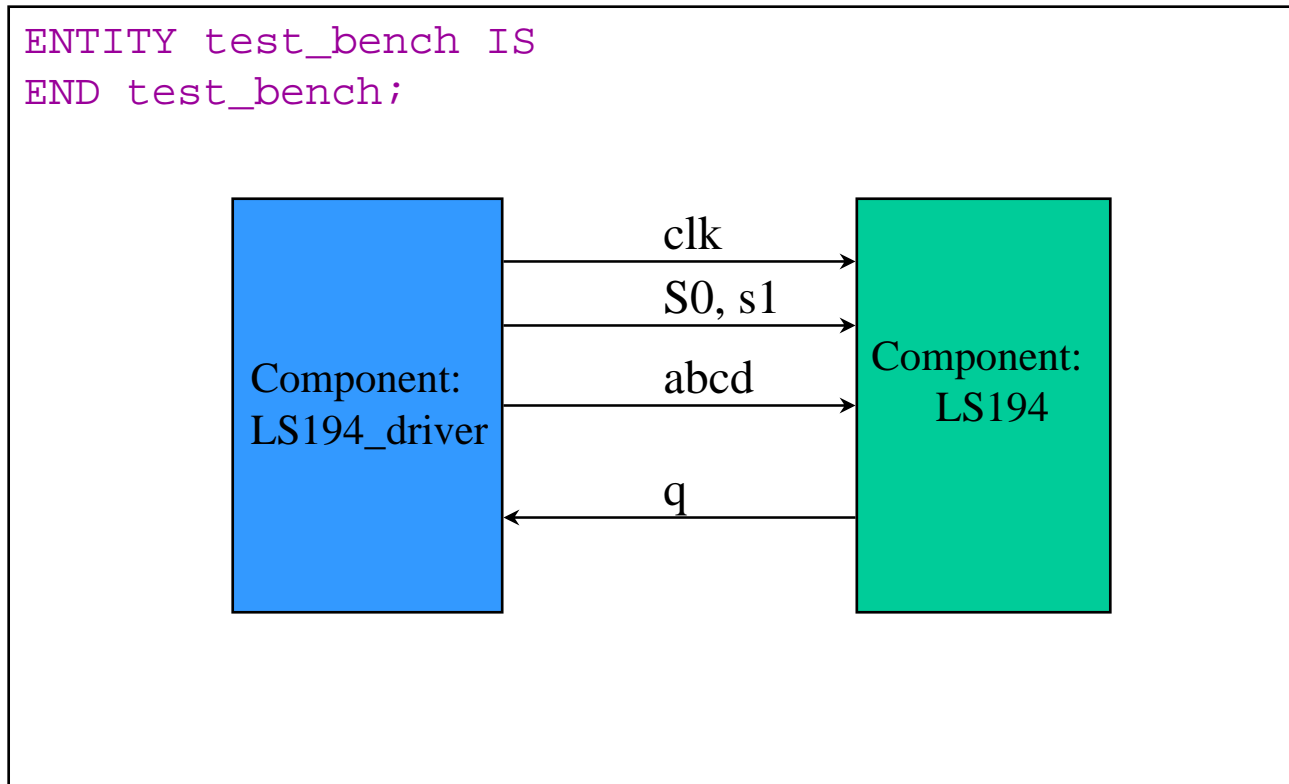 ENTITY test_bench IS
END test_bench;
clk
S0, s1
abcd
q
Component:
LS194_driver
Component:
LS194